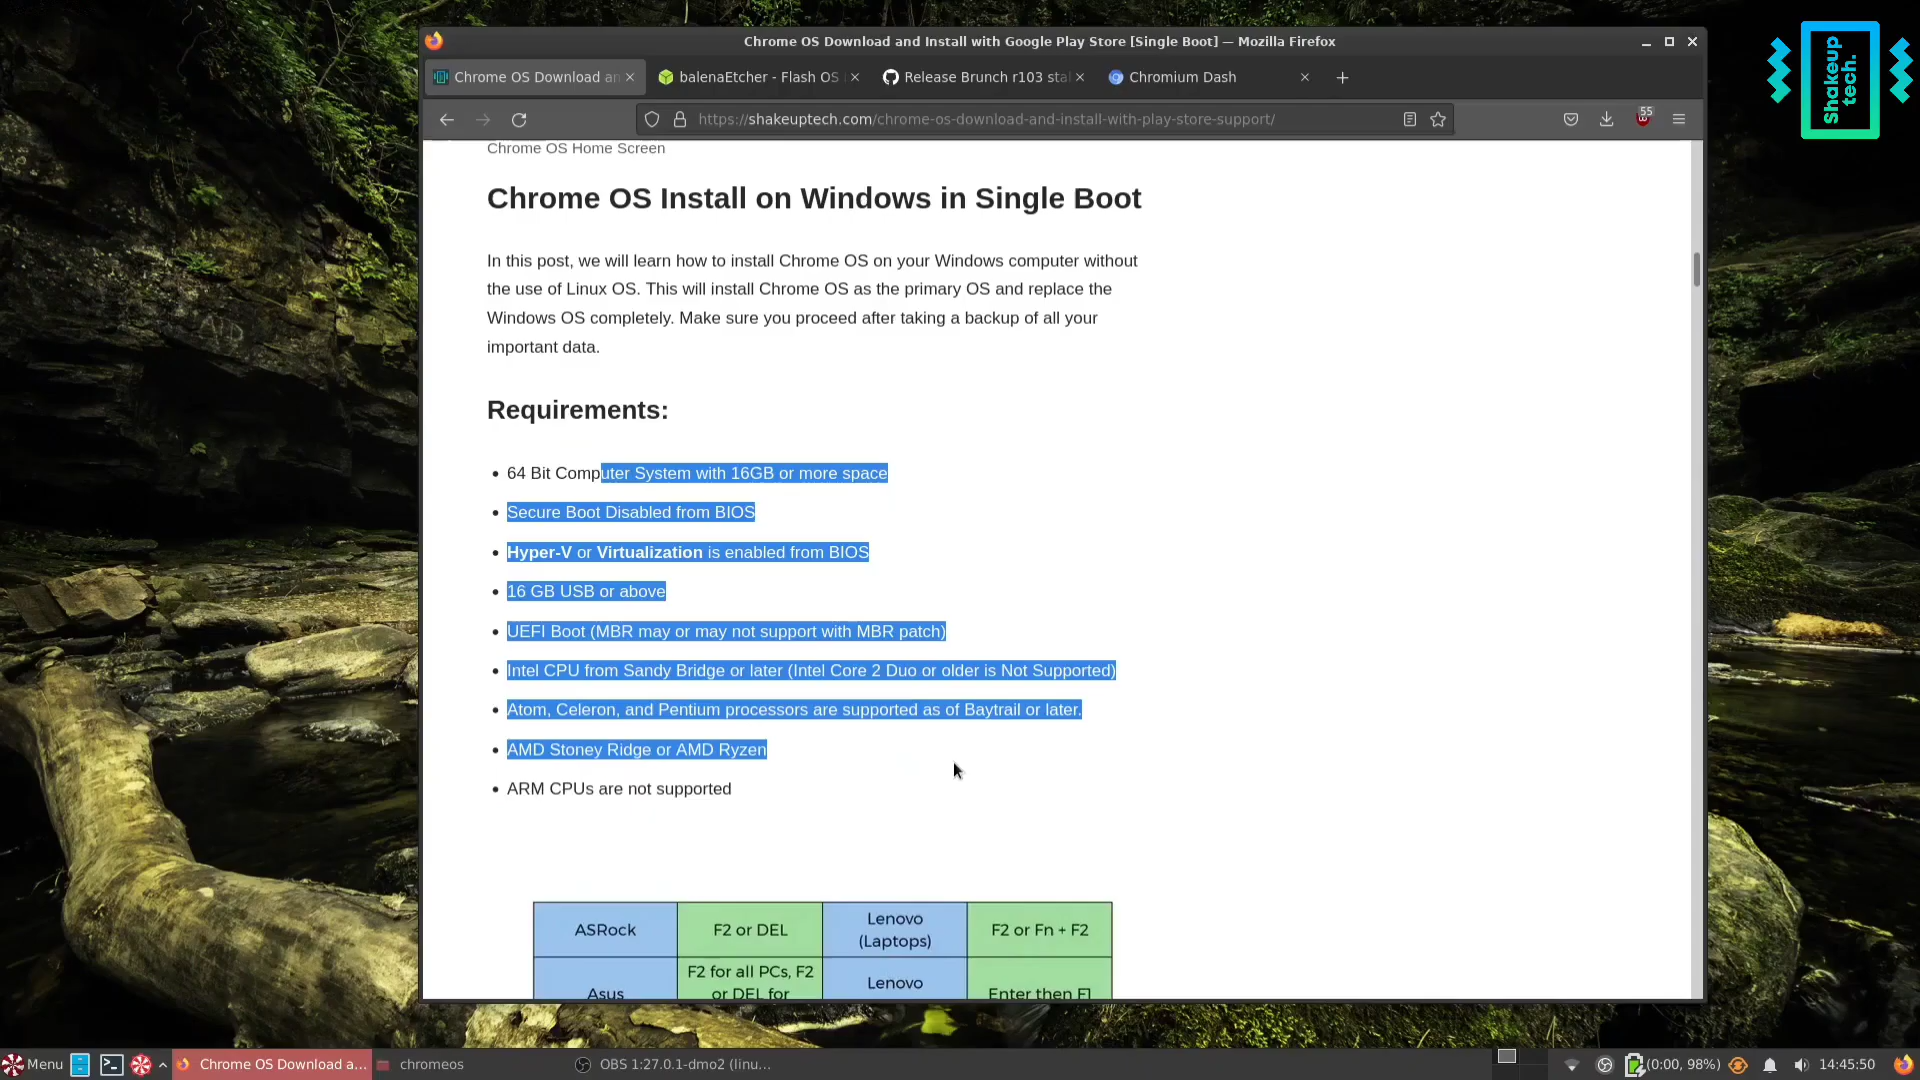 Chrome OS Download and Install with Google Play Store [Single Boot] — Mozilla Firefox
Shakeup
tech.
Chrome OS Download an
balenaEtcher - Flash OS
Release Brunch r103 stal
Chromium Dash
https://shakeuptech.com/chrome-os-download-and-install-with-play-store-support/
55
Chrome OS Home Screen
Chrome OS Install on Windows in Single Boot
In this post, we will learn how to install Chrome OS on your Windows computer without
the use of Linux OS. This will install Chrome OS as the primary OS and replace the
Windows OS completely. Make sure you proceed after taking a backup of all your
important data.
Requirements:
• 64 Bit Computer System with 16GB or more space
• Secure Boot Disabled from BIOS
• Hyper-V or Virtualization is enabled from BIOS
• 16 GB USB or above
• UEFI Boot (MBR may or may not support with MBR patch)
• Intel CPU from Sandy Bridge or later (Intel Core 2 Duo or older is Not Supported)
• Atom, Celeron, and Pentium processors are supported as of Baytrail or later.
• AMD Stoney Ridge or AMD Ryzen
• ARM CPUs are not supported
ASRock
F2 or DEL
Lenovo
(Laptops)
F2 or Fn + F2
Asus
F2 for all PCs, F2
or DEL for
Lenovo
Enter then F1
Menu
Chrome OS Download a...
chromeos
OBS 1:27.0.1-dmo2 (linu...
(0:00, 98%)
14:45:50